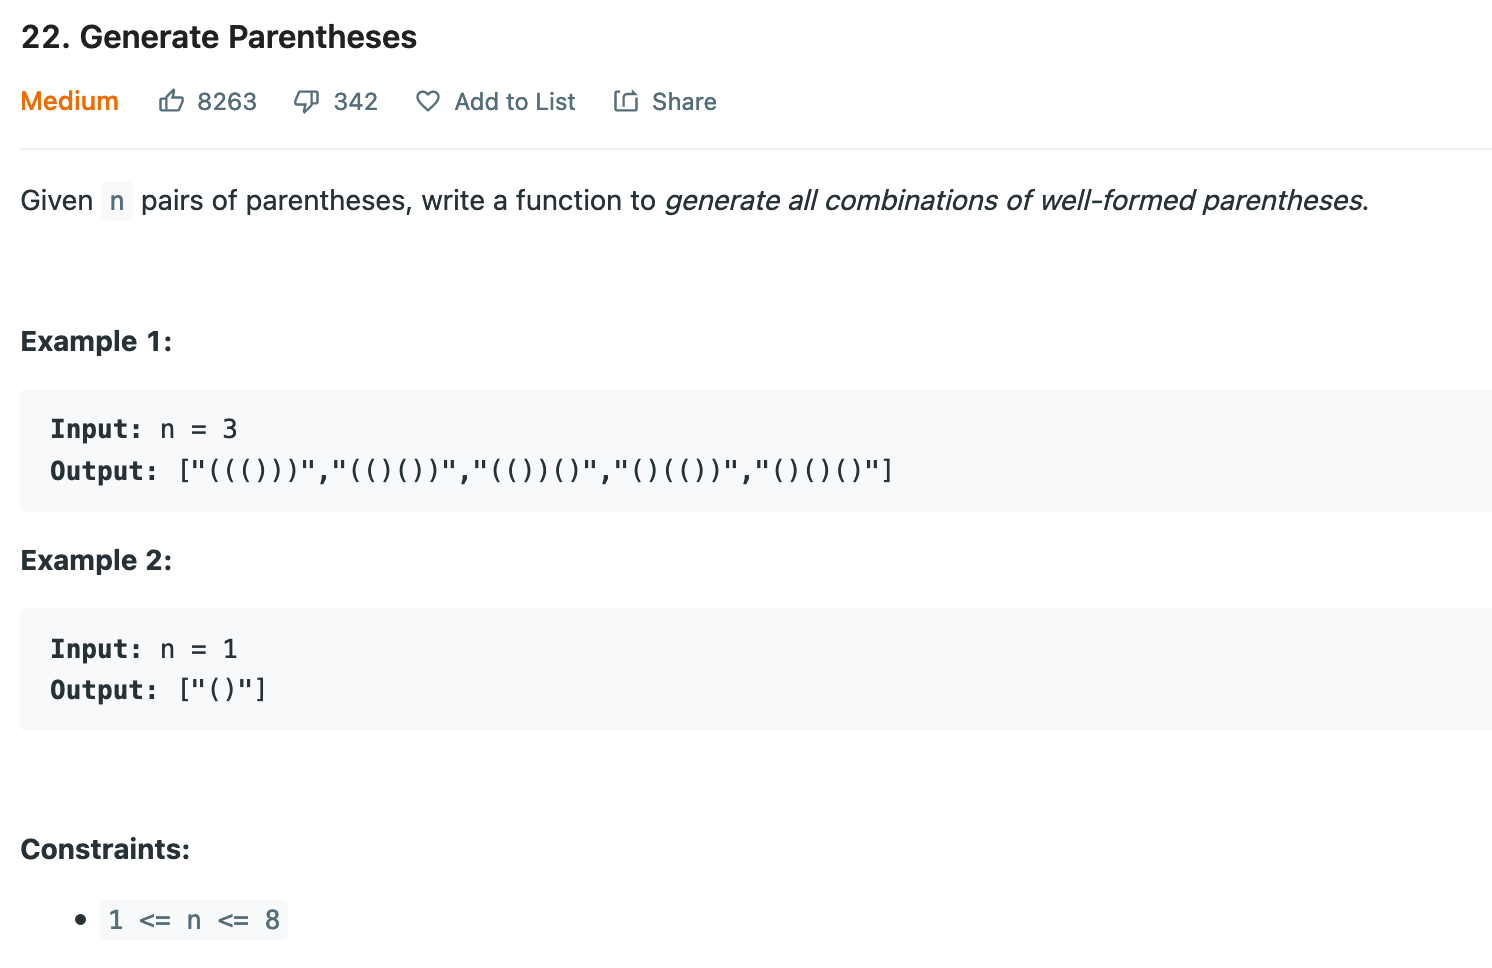 22. Generate Parentheses
Medium 8263 342 Add to List Share
Given n pairs of parentheses, write a function to generate all combinations of well-formed parentheses.
Example 1:
Input: n = 3
Output: ["((()))","(()())","(())()","()(())","()()()"]
Example 2:
Input: n = 1
Output: ["()"]
Constraints:
• 1 <= n <= 8